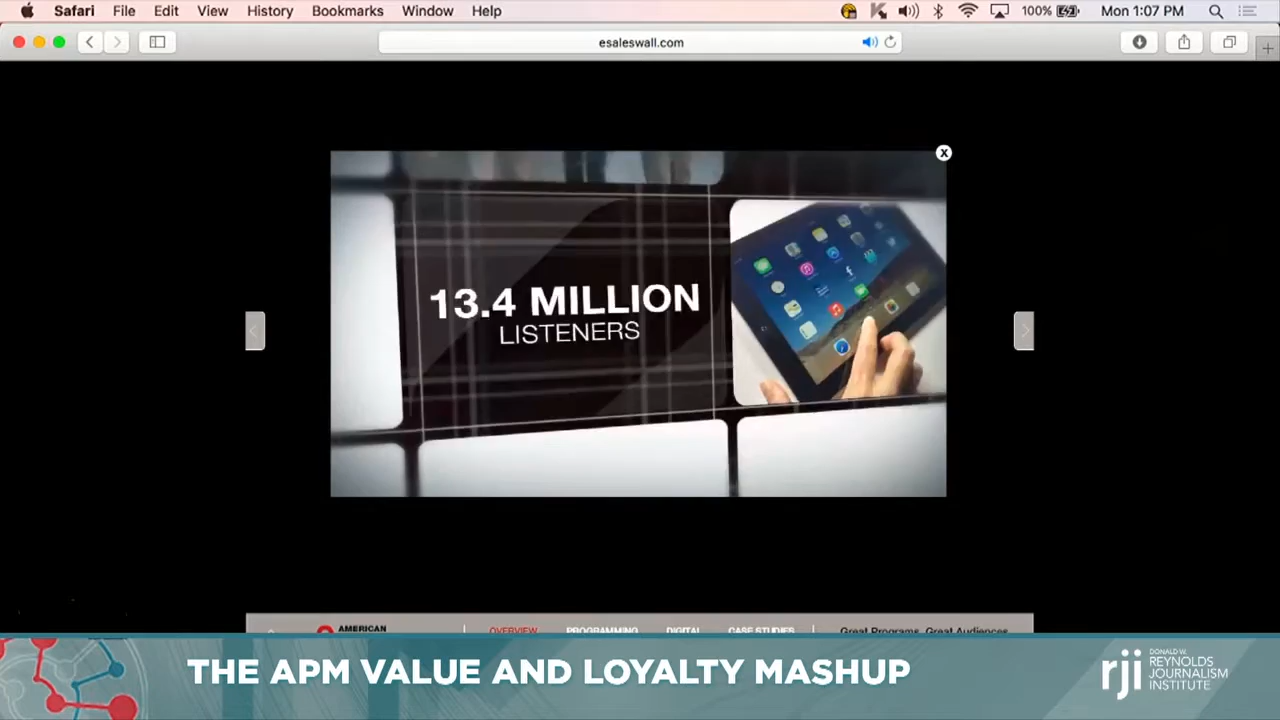 Safari File Edit View History Bookmarks Window Help
100%
Mon 1:07 PM
esaleswall.com
X
13.4 MILLION
LISTENERS
AMERICAN
OVERVIEW PROGRAMMING DIGITAL CASE STUDIES
Great Programs. Great Audiences
THE APM VALUE AND LOYALTY MASHUP
rji
DONALD W.
REYNOLDS
JOURNALISM
INSTITUTE